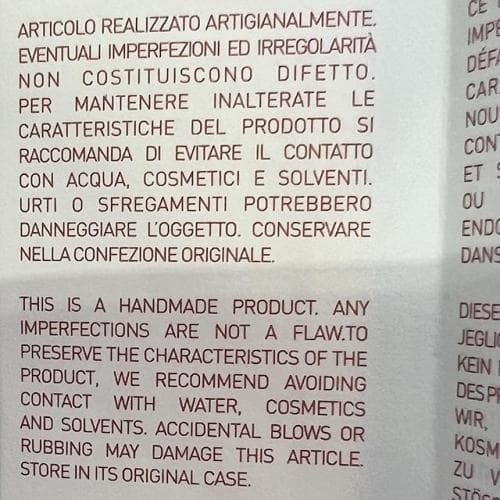 ARTICOLO REALIZZATO ARTIGIANALMENTE.
EVENTUALI IMPERFEZIONI ED IRREGOLARITÀ
NON COSTITUISCONO DIFETTO.
PER MANTENERE INALTERATE LE
CARATTERISTICHE DEL PRODOTTO SI
RACCOMANDA DI EVITARE IL CONTATTO
CON ACQUA, COSMETICI E SOLVENTI.
URTI O SFREGAMENTI POTREBBERO
DANNEGGIARE L'OGGETTO. CONSERVARE
NELLA CONFEZIONE ORIGINALE.
THIS IS A HANDMADE PRODUCT. ANY
IMPERFECTIONS ARE NOT A FLAW.TO
PRESERVE THE CHARACTERISTICS OF THE
PRODUCT, WE RECOMMEND AVOIDING
CONTACT WITH WATER, COSMETICS
AND SOLVENTS. ACCIDENTAL BLOWS OR
RUBBING MAY DAMAGE THIS ARTICLE.
STORE IN ITS ORIGINAL CASE.
CE
IMPE
DÉFA
CAR
NOU
CON
ET S
OU
ENDO
DANS
DIESE
JEGLIC
KEIN
DES PR
WIR,
KOSM
ZU V